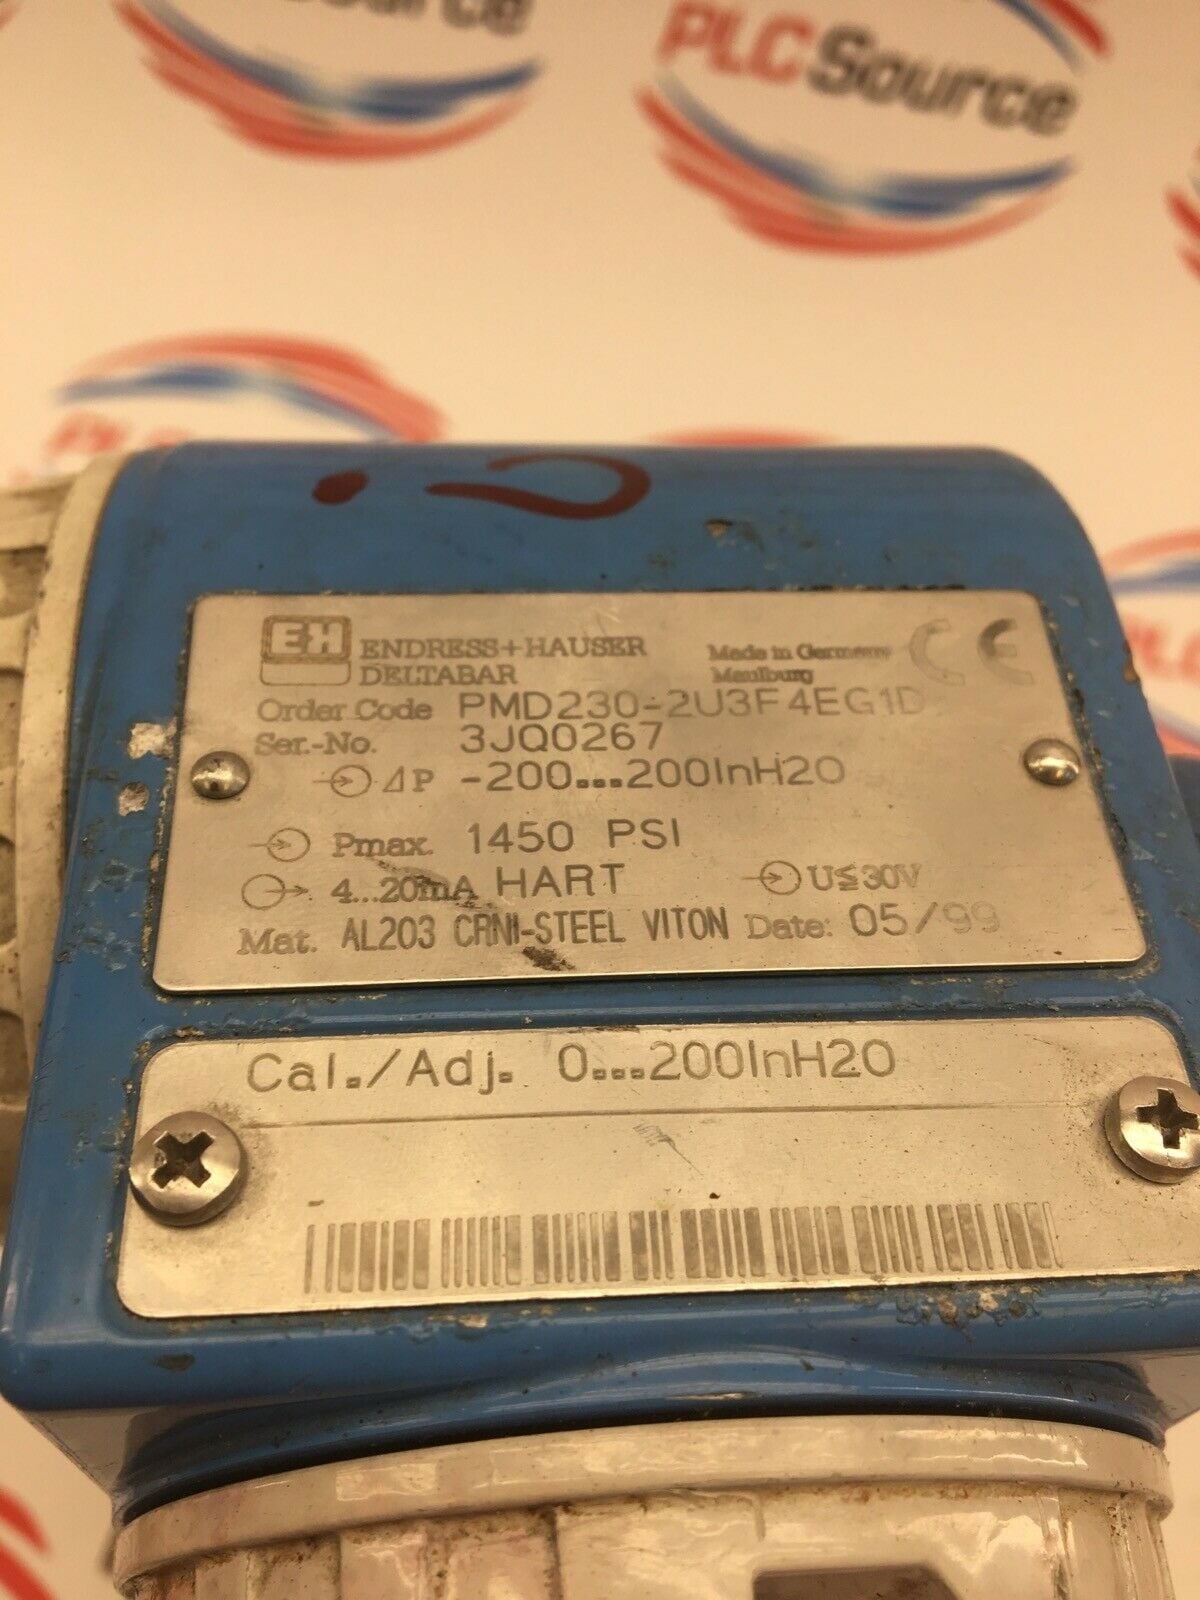 PLCSource
EH ENDRESS+HAUSER
DELTABAR
Made in Germany
Maulburg
CE
Order Code PMD230-2U3F4EG1D
Ser.-No. 3JQ0267
ΔP -200...200InH2O
Pmax. 1450 PSI
4...20mA HART U≦30V
Mat. AL203 CRNI-STEEL VITON Date: 05/99
Cal./Adj. 0...200InH2O